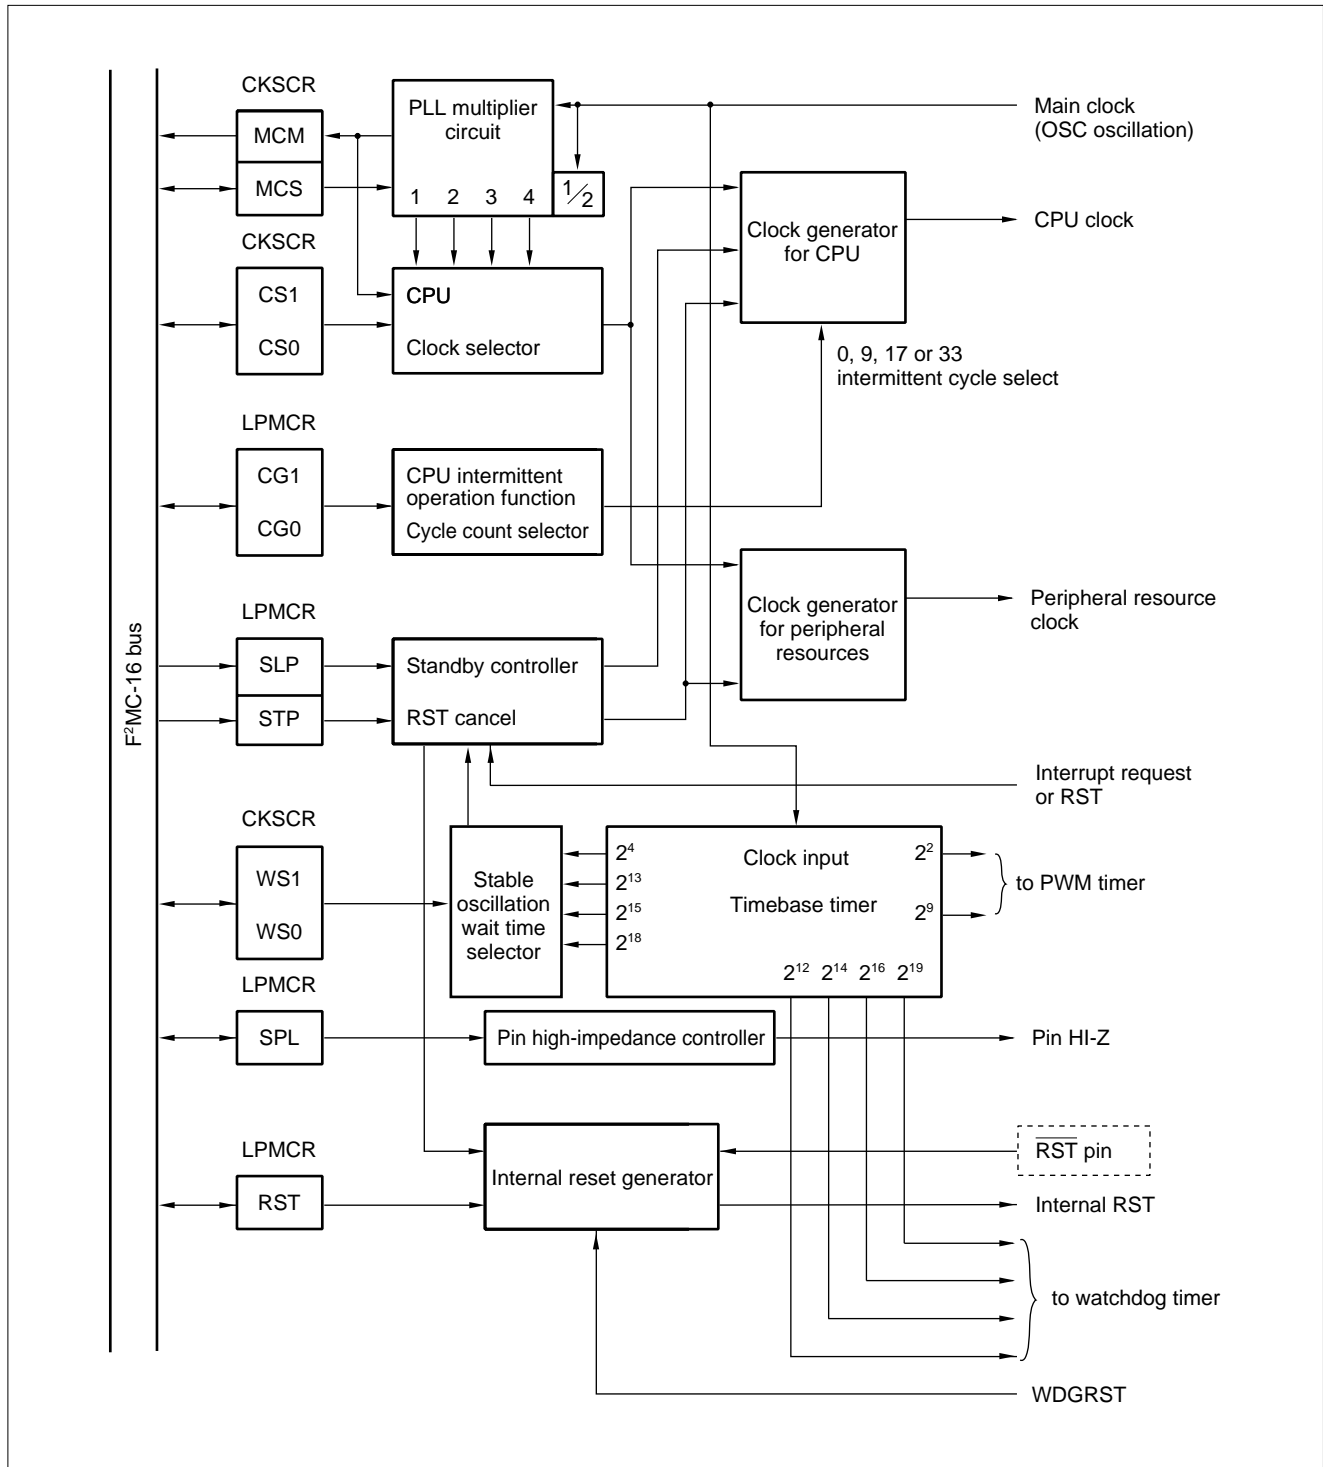 CKSCR
MCM
MCS
PLL multiplier
circuit
1 2 3 4
1/2
Main clock
(OSC oscillation)
Clock generator
for CPU
CPU clock
CKSCR
CS1
CS0
CPU
Clock selector
0, 9, 17 or 33
intermittent cycle select
LPMCR
CG1
CG0
CPU intermittent
operation function
Cycle count selector
Clock generator
for peripheral
resources
Peripheral resource
clock
LPMCR
SLP
STP
Standby controller
RST cancel
F²MC-16 bus
Interrupt request
or RST
CKSCR
WS1
WS0
Stable
oscillation
wait time
selector
2⁴
2¹³
2¹⁵
2¹⁸
Clock input
Timebase timer
2²
2⁹
2¹² 2¹⁴ 2¹⁶ 2¹⁹
to PWM timer
LPMCR
SPL
Pin high-impedance controller
Pin HI-Z
LPMCR
RST
Internal reset generator
R̅S̅T̅ pin
Internal RST
to watchdog timer
WDGRST